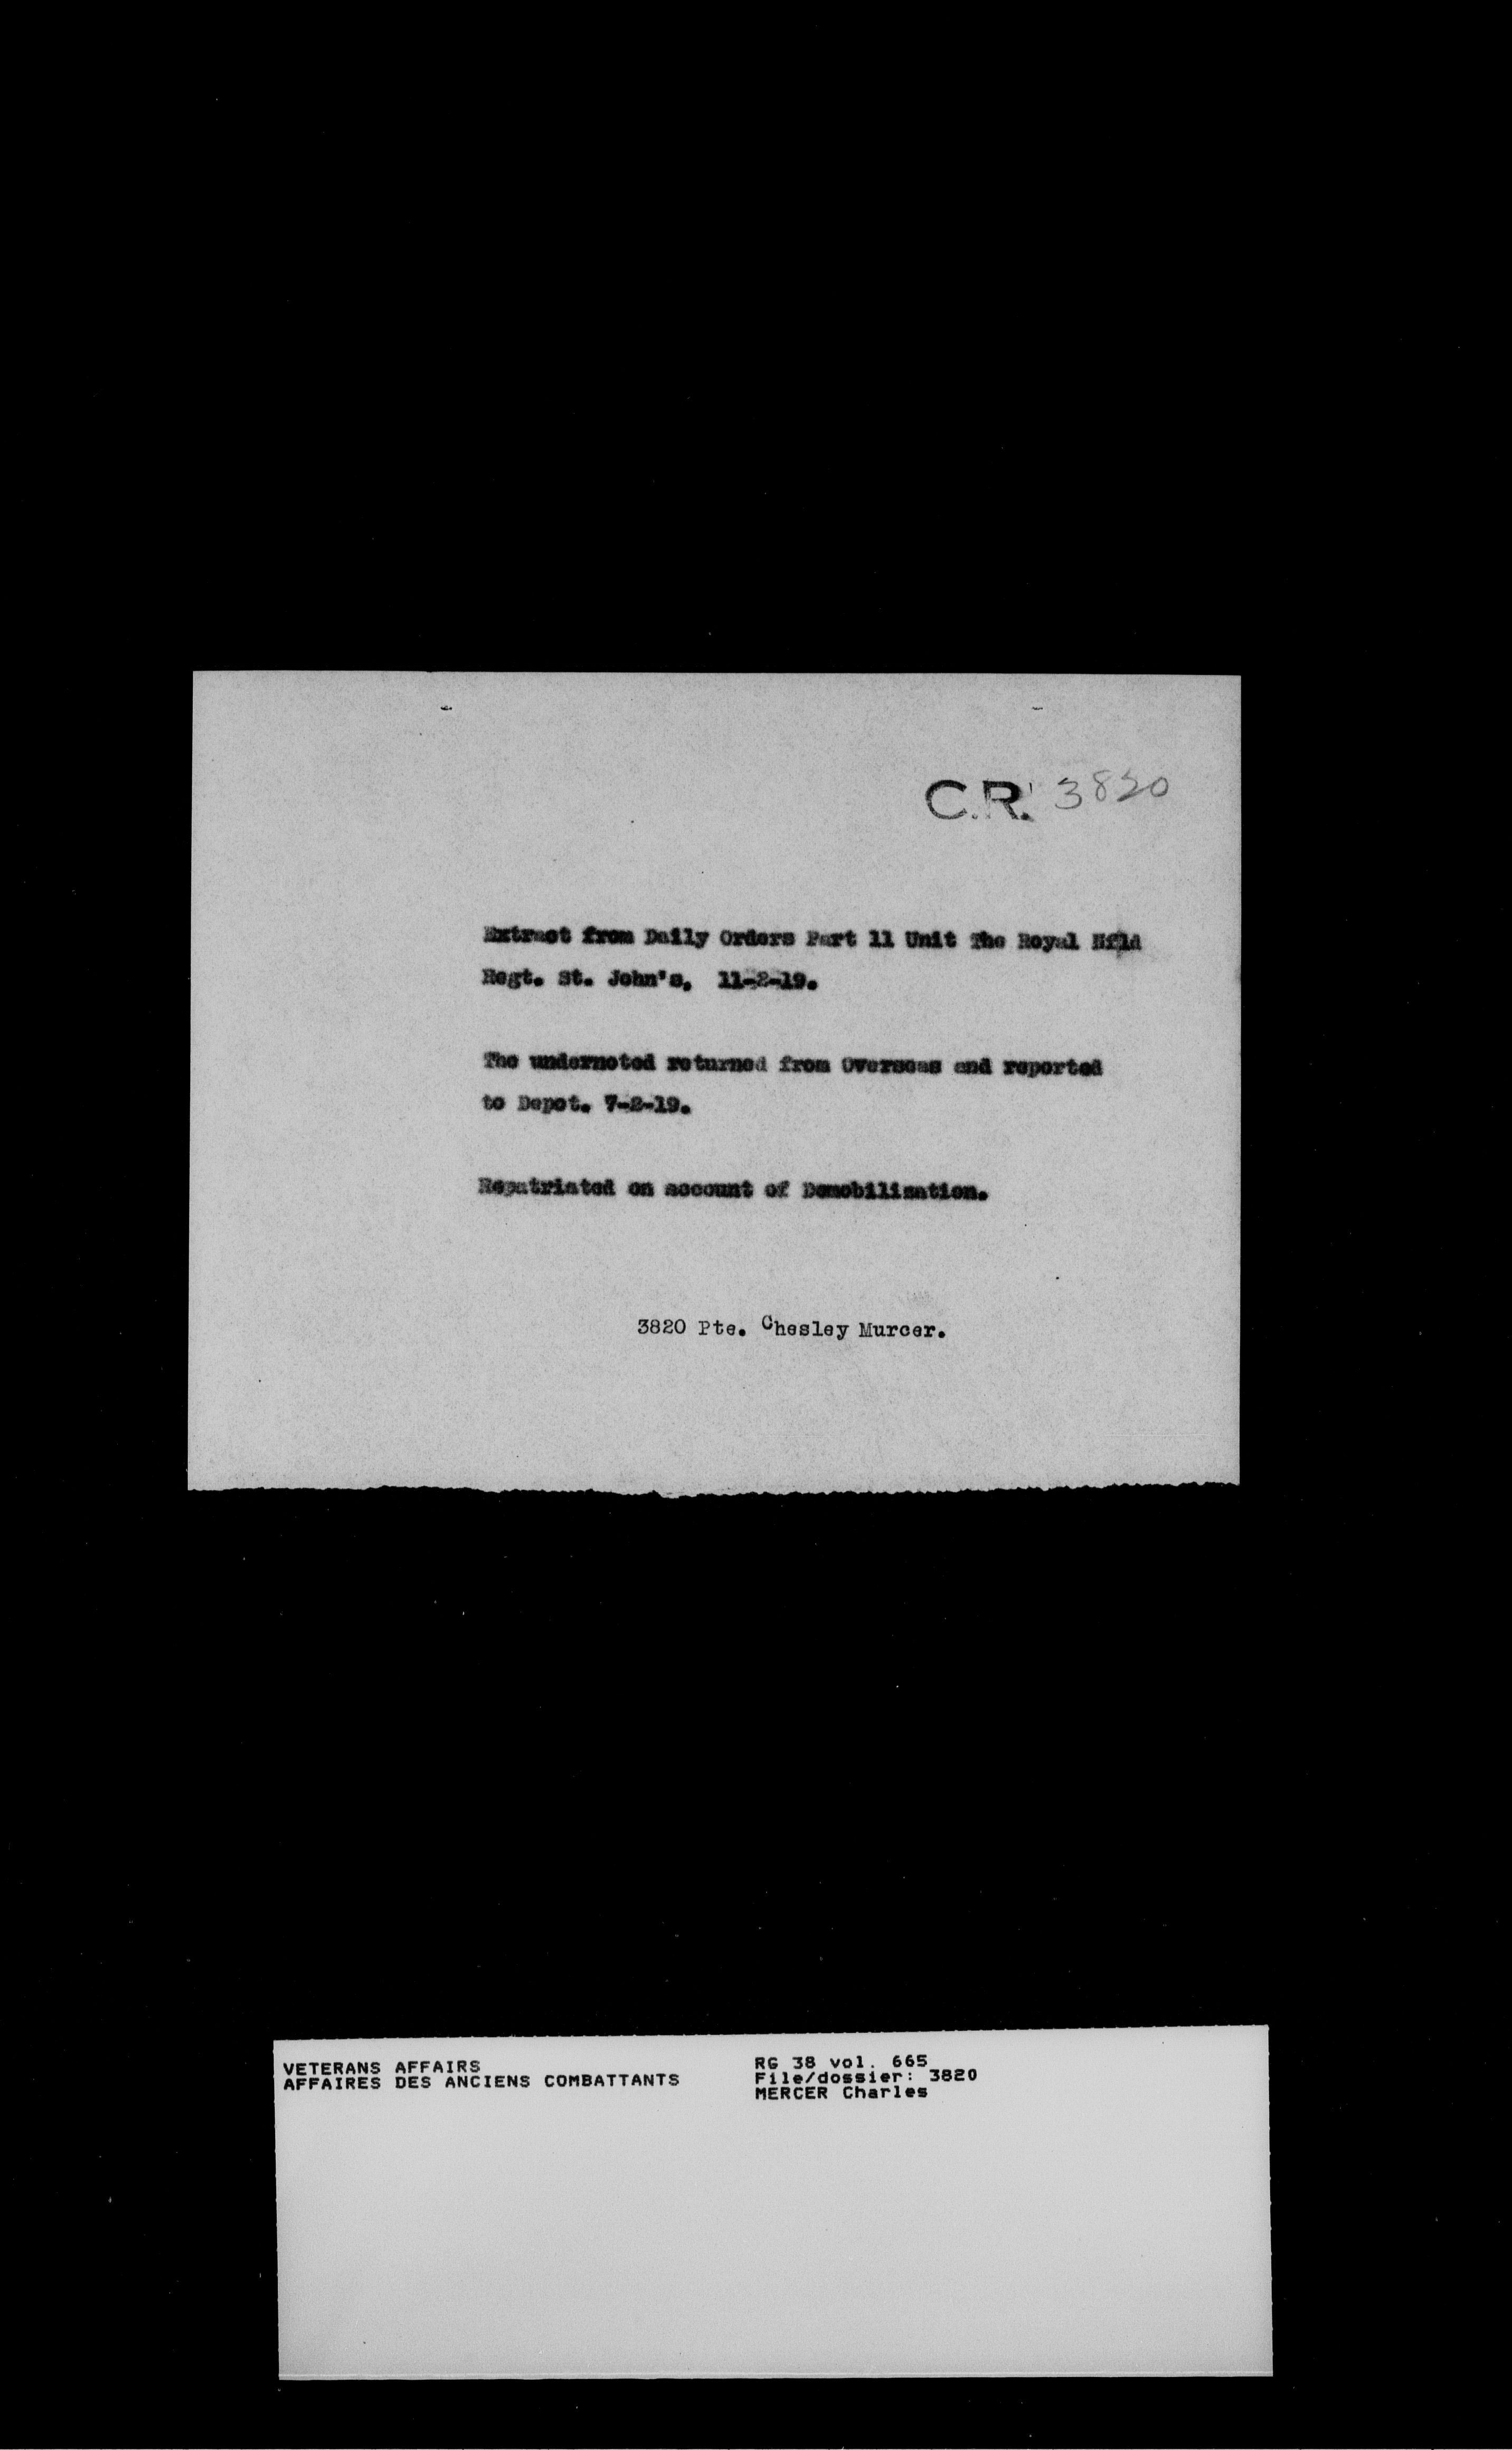 C.R. 3820
Extract from Daily Orders Part 11 Unit The Royal Nfld
Regt. St. John's, 11-2-19.
The undernoted returned from Overseas and reported
to Depot. 7-2-19.
Repatriated on account of Demobilization.
3820 Pte. Chesley Murcer.
VETERANS AFFAIRS
AFFAIRES DES ANCIENS COMBATTANTS
RG 38 vol. 665
File/dossier: 3820
MERCER Charles